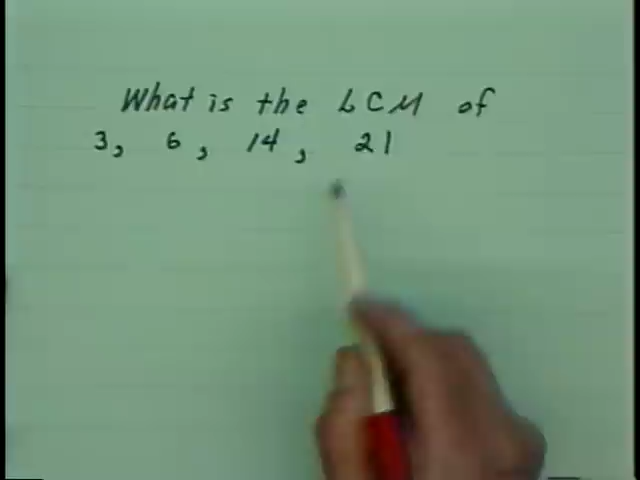 What is the LCM of
3, 6, 14, 21